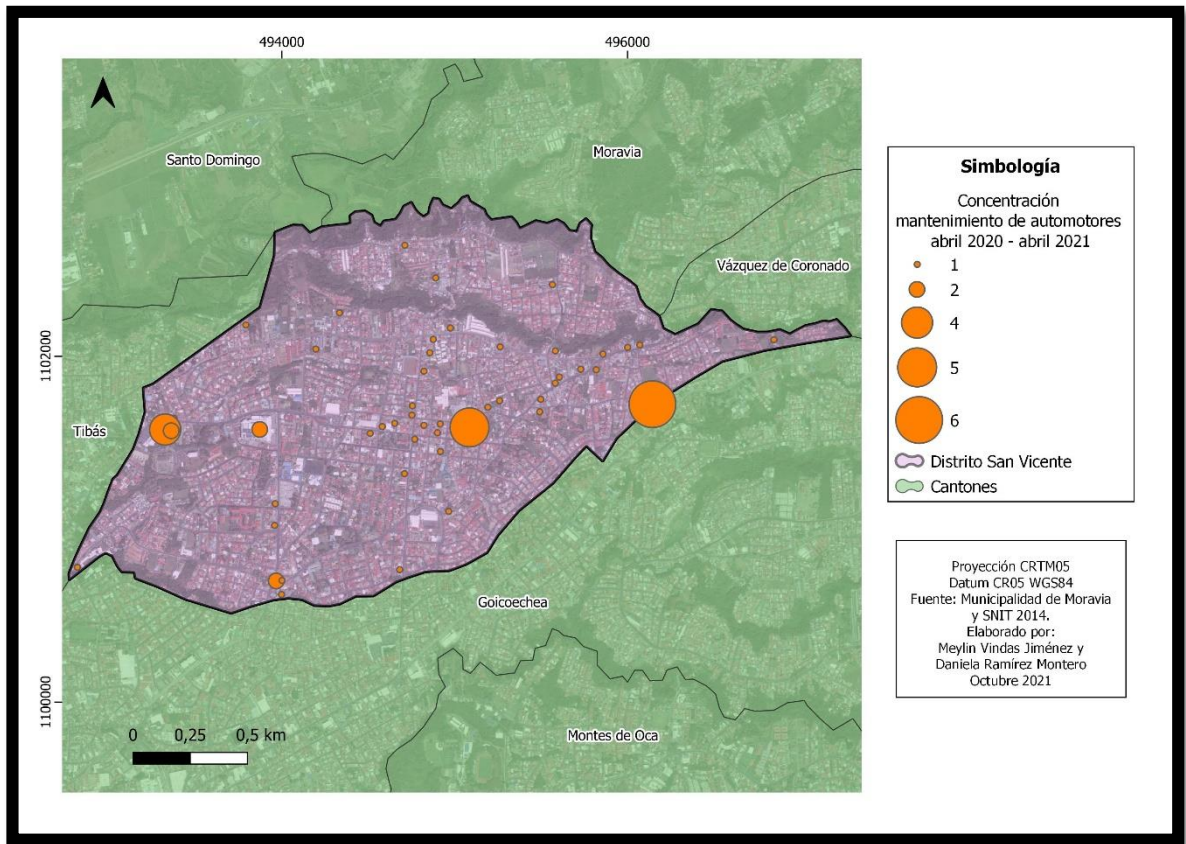 494000
496000
Santo Domingo
Moravia
Vázquez de Coronado
1102000
Tibás
Goicoechea
1100000
Montes de Oca
0 0,25 0,5 km
Simbología
Concentración
mantenimiento de automotores
abril 2020 - abril 2021
1
2
4
5
6
Distrito San Vicente
Cantones
Proyección CRTM05
Datum CR05 WGS84
Fuente: Municipalidad de Moravia
y SNIT 2014.
Elaborado por:
Meylin Vindas Jiménez y
Daniela Ramírez Montero
Octubre 2021